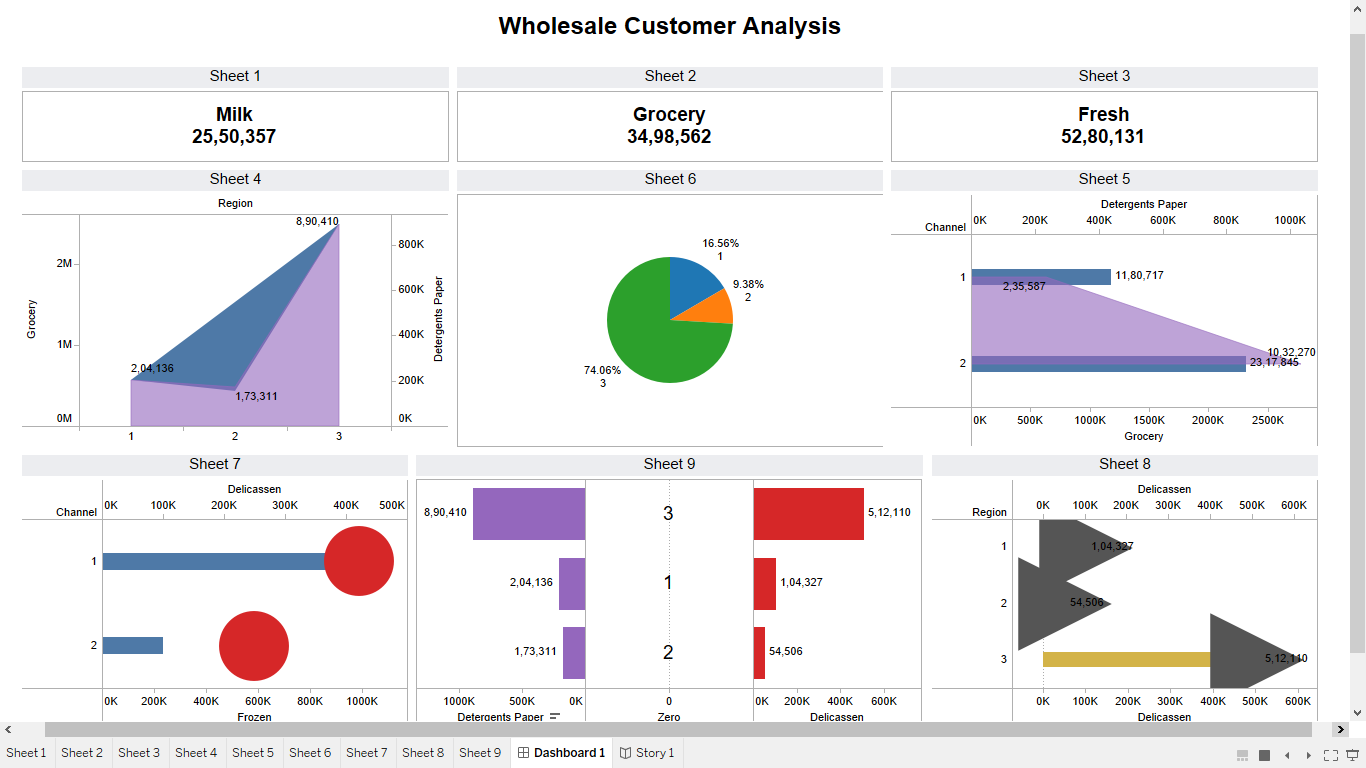 Wholesale Customer Analysis
Sheet 1
Milk
25,50,357
Sheet 2
Grocery
34,98,562
Sheet 3
Fresh
52,80,131
Sheet 4
Region
8,90,410
2,04,136
1,73,311
Grocery
2M
1M
0M
800K
600K
400K
200K
0K
Detergents Paper
1 2 3
Sheet 6
16.56%
1
9.38%
2
74.06%
3
Sheet 5
Detergents Paper
0K 200K 400K 600K 800K 1000K
Channel
1
11,80,717
2,35,587
10,32,270
2
23,17,845
0K 500K 1000K 1500K 2000K 2500K
Grocery
Sheet 7
Delicassen
0K 100K 200K 300K 400K 500K
Channel
1
2
0K 200K 400K 600K 800K 1000K
Frozen
Sheet 9
8,90,410 3 5,12,110
2,04,136 1 1,04,327
1,73,311 2 54,506
1000K 500K 0K 0 0K 200K 400K 600K
Detergents Paper Zero Delicassen
Sheet 8
Delicassen
0K 100K 200K 300K 400K 500K 600K
Region
1 1,04,327
2 54,506
3 5,12,110
0K 100K 200K 300K 400K 500K 600K
Delicassen
Sheet 1 Sheet 2 Sheet 3 Sheet 4 Sheet 5 Sheet 6 Sheet 7 Sheet 8 Sheet 9 Dashboard 1 Story 1